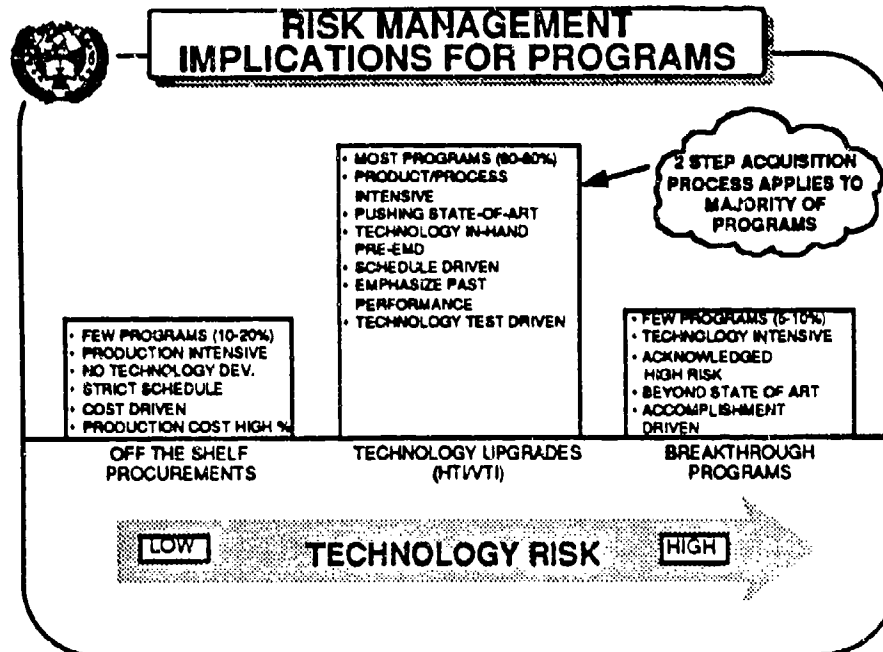 RISK MANAGEMENT
IMPLICATIONS FOR PROGRAMS
• MOST PROGRAMS
• PRODUCT/PROCESS
INTENSIVE
• PUSHING STATE-OF-ART
• TECHNOLOGY IN-HAND
PRE-EMD
• SCHEDULE DRIVEN
• EMPHASIZE PAST
PERFORMANCE
• TECHNOLOGY TEST DRIVEN
2 STEP ACQUISITION
PROCESS APPLIES TO
MAJORITY OF
PROGRAMS
• FEW PROGRAMS (10-20%)
• PRODUCTION INTENSIVE
• NO TECHNOLOGY DEV.
• STRICT SCHEDULE
• COST DRIVEN
• PRODUCTION COST HIGH %
• FEW PROGRAMS (5-10%)
• TECHNOLOGY INTENSIVE
• ACKNOWLEDGED
HIGH RISK
• BEYOND STATE OF ART
• ACCOMPLISHMENT
DRIVEN
OFF THE SHELF
PROCUREMENTS
TECHNOLOGY UPGRADES
(HTI/VTI)
BREAKTHROUGH
PROGRAMS
LOW
TECHNOLOGY RISK
HIGH